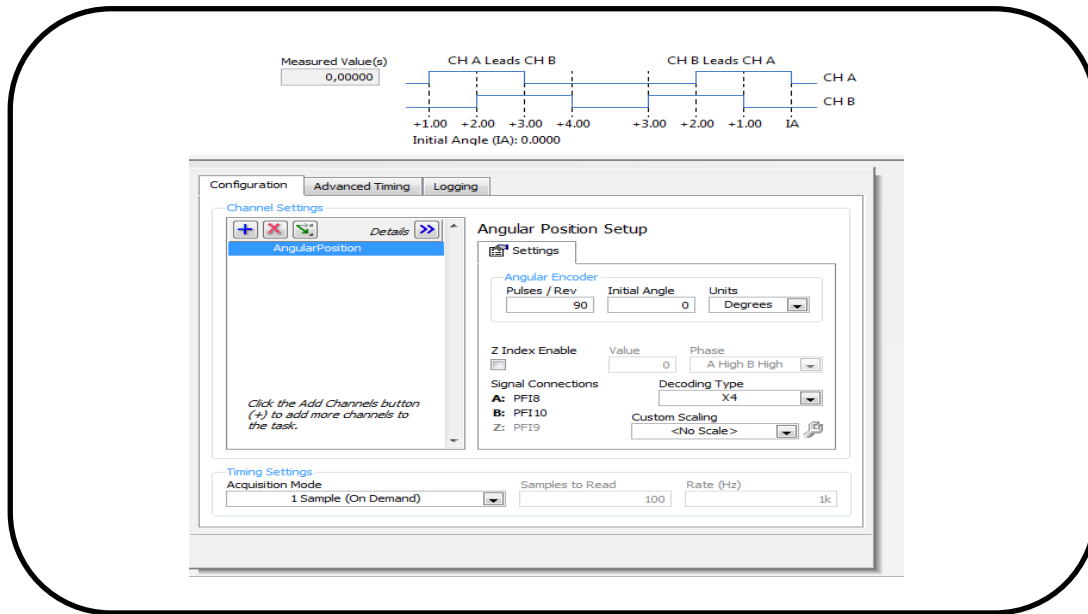 Measured Value(s)
0,00000
CH A Leads CH B
CH B Leads CH A
CH A
CH B
+1.00 +2.00 +3.00 +4.00 +3.00 +2.00 +1.00 IA
Initial Angle (IA): 0.0000
Configuration Advanced Timing Logging
Channel Settings
Details
AngularPosition
Click the Add Channels button
(+) to add more channels to
the task.
Angular Position Setup
Settings
Angular Encoder
Pulses / Rev Initial Angle Units
90 0 Degrees
Z Index Enable Value Phase
0 A High B High
Signal Connections Decoding Type
A: PFI8 X4
B: PFI10 Custom Scaling
Z: PFI9 <No Scale>
Timing Settings
Acquisition Mode Samples to Read Rate (Hz)
1 Sample (On Demand) 100 1k